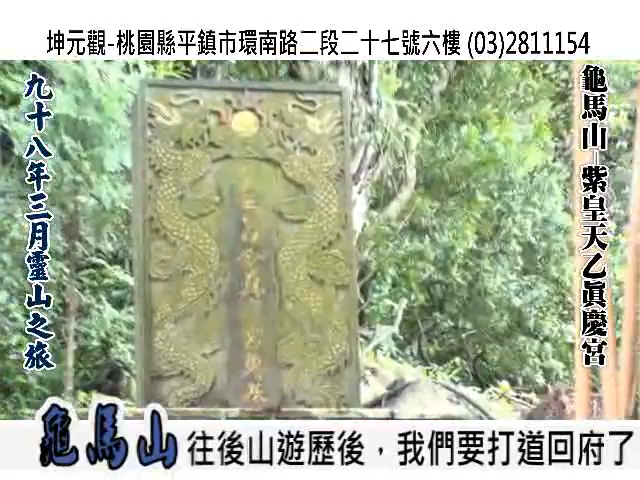 坤元觀-桃園縣平鎮市環南路二段二十七號六樓 (03)2811154
九十八年三月靈山之旅
龜馬山-紫皇天乙眞慶宮
龜馬山 往後山遊歷後，我們要打道回府了